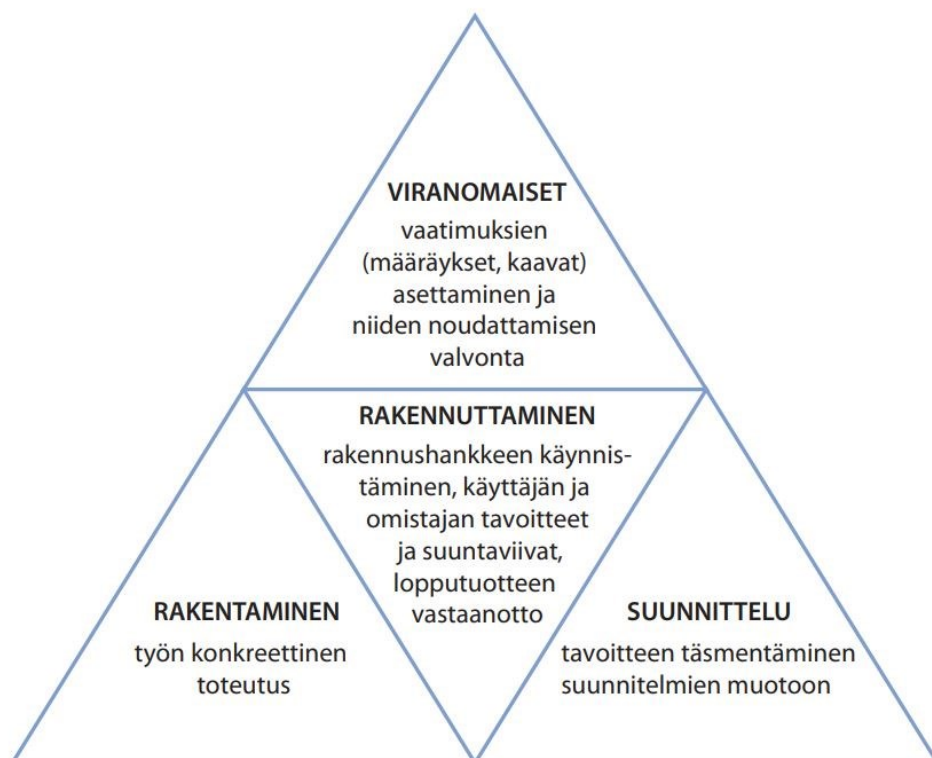 VIRANOMAISET
vaatimuksien
(määräykset, kaavat)
asettaminen ja
niiden noudattamisen
valvonta
RAKENNUTTAMINEN
rakennushankkeen käynnis-
täminen, käyttäjän ja
omistajan tavoitteet
ja suuntaviivat,
lopputuotteen
vastaanotto
RAKENTAMINEN
työn konkreettinen
toteutus
SUUNNITTELU
tavoitteen täsmentäminen
suunnitelmien muotoon